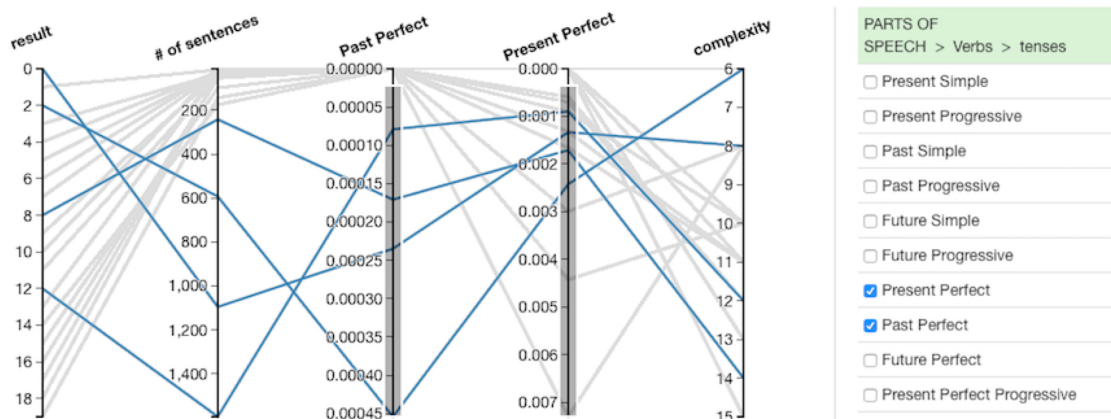 result
# of sentences
Past Perfect
Present Perfect
complexity
0
2
4
6
8
10
12
14
16
18
200
400
600
800
1,000
1,200
1,400
0.00000
0.00005
0.00010
0.00015
0.00020
0.00025
0.00030
0.00035
0.00040
0.00045
0.000
0.001
0.002
0.003
0.004
0.005
0.006
0.007
6
7
8
9
10
11
12
13
14
15
PARTS OF
SPEECH > Verbs > tenses
Present Simple
Present Progressive
Past Simple
Past Progressive
Future Simple
Future Progressive
Present Perfect
Past Perfect
Future Perfect
Present Perfect Progressive